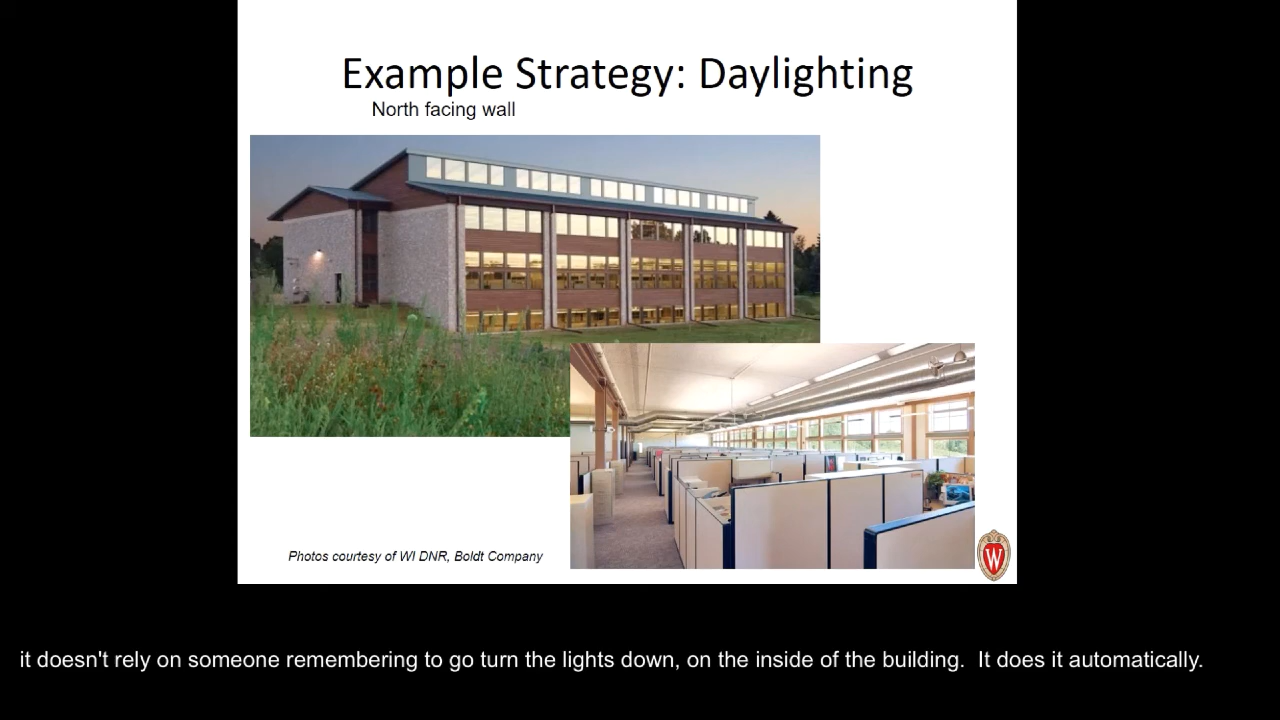 Example Strategy: Daylighting
North facing wall
Photos courtesy of WI DNR, Boldt Company
W
it doesn't rely on someone remembering to go turn the lights down, on the inside of the building.  It does it automatically.